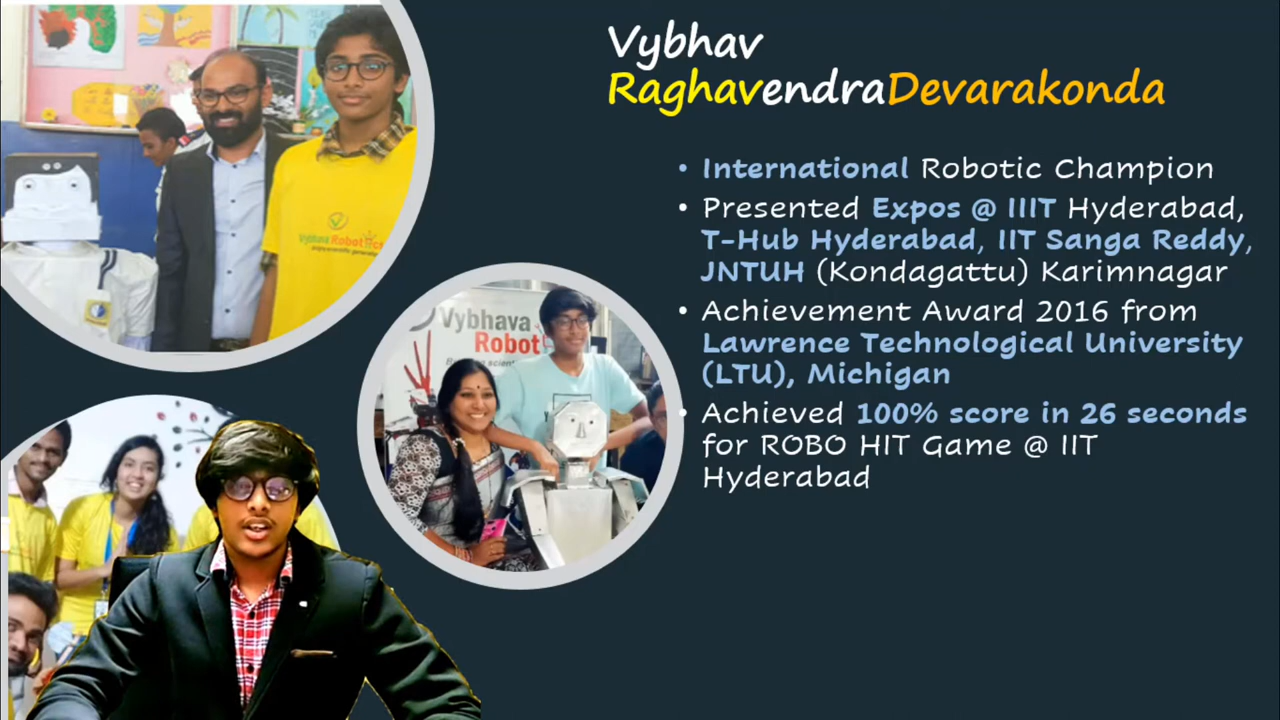 Vybhav
RaghavendraDevarakonda
• International Robotic Champion
• Presented Expos @ IIIT Hyderabad,
T-Hub Hyderabad, IIT Sanga Reddy,
JNTUH (Kondagattu) Karimnagar
• Achievement Award 2016 from
Lawrence Technological University
(LTU), Michigan
• Achieved 100% score in 26 seconds
for ROBO HIT Game @ IIT
Hyderabad
Vybhava Robotics
Vybhava
Robot